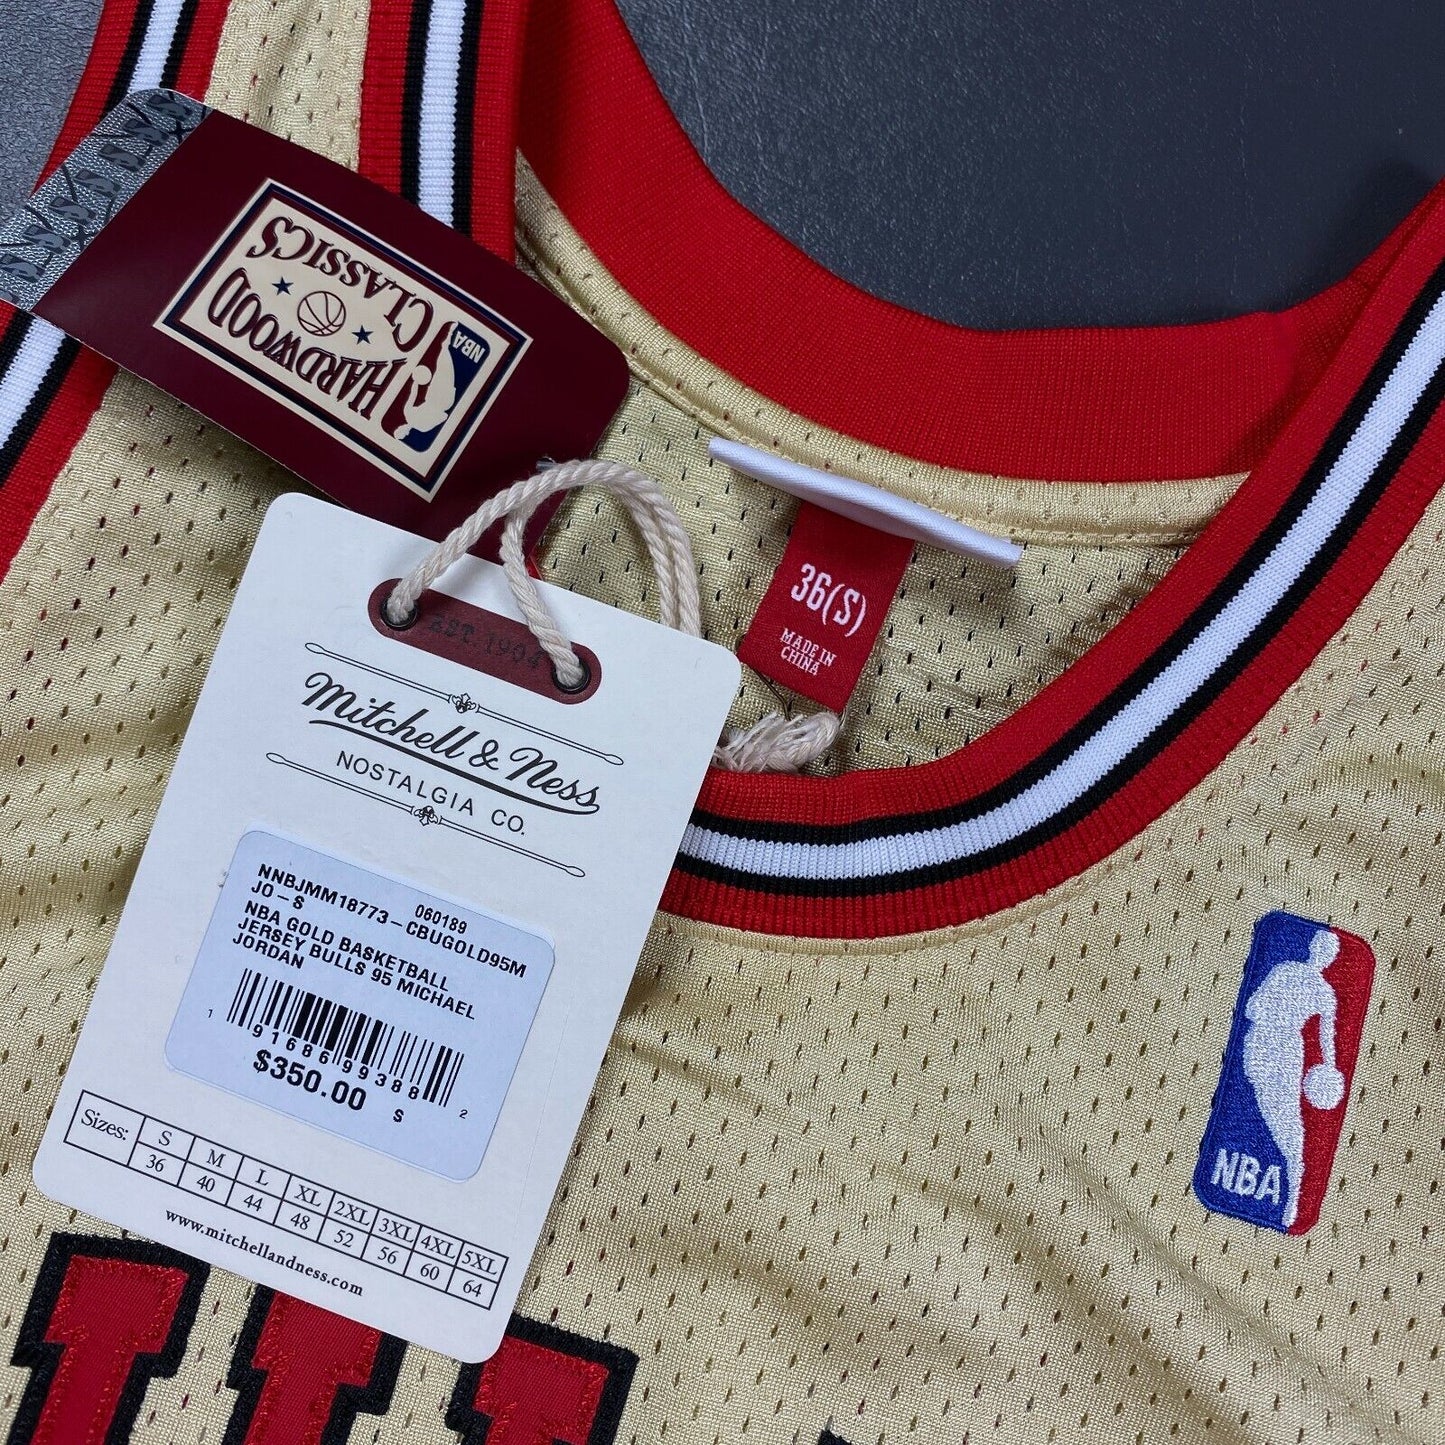 HARDWOOD
CLASSICS
NBA
36(S)
MADE IN
CHINA
EST. 1904
Mitchell & Ness
NOSTALGIA CO.
060189
NNBJMM18773-CBUGOLD95M
JO-S
NBA GOLD BASKETBALL
JERSEY BULLS 95 MICHAEL
JORDAN
1 91686 99388 2
$350.00 S
Sizes: S M L XL 2XL 3XL 4XL 5XL
36 40 44 48 52 56 60 64
www.mitchellandness.com
NBA